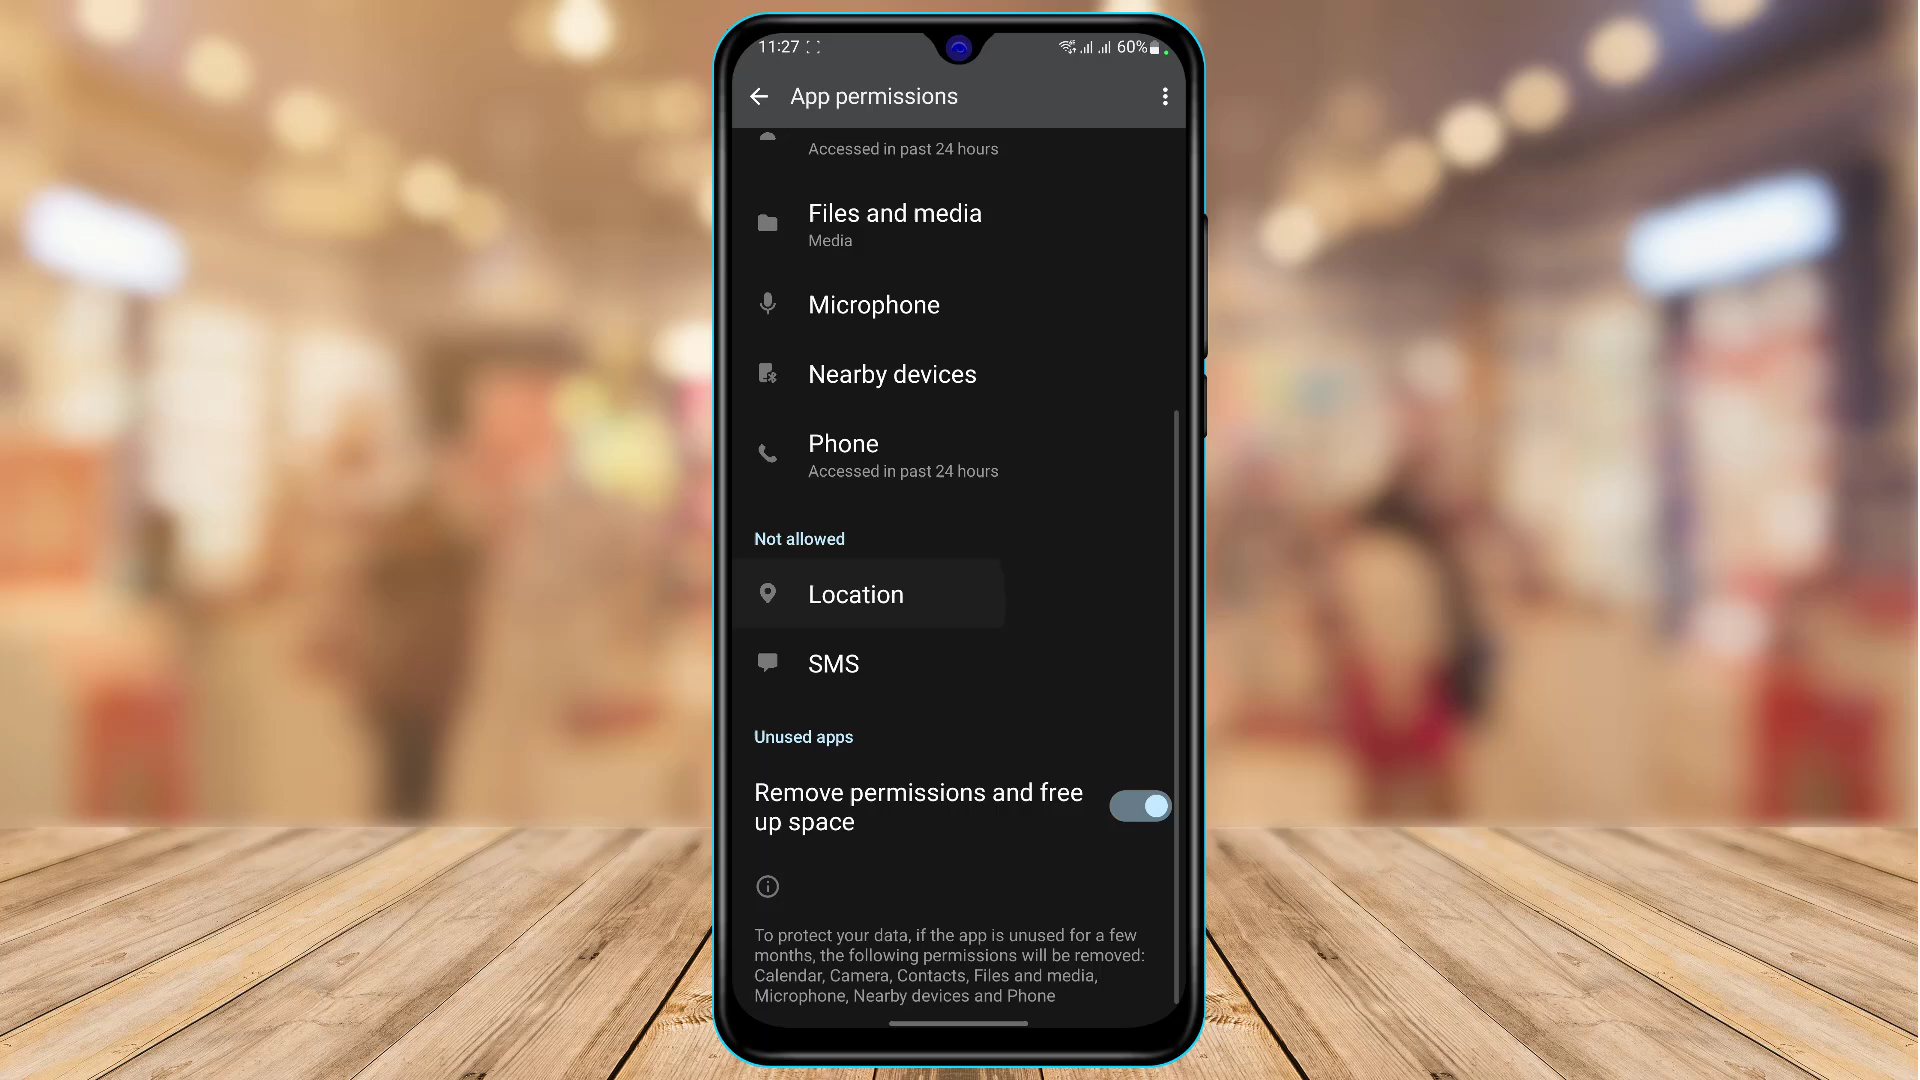 11:27
60%
App permissions
Accessed in past 24 hours
Files and media
Media
Microphone
Nearby devices
Phone
Accessed in past 24 hours
Not allowed
Location
SMS
Unused apps
Remove permissions and free
up space
To protect your data, if the app is unused for a few
months, the following permissions will be removed:
Calendar, Camera, Contacts, Files and media,
Microphone, Nearby devices and Phone